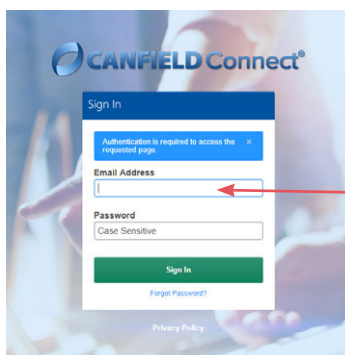 CANFIELD Connect®
Sign In
Authentication is required to access the
requested page.
×
Email Address
Password
Case Sensitive
Sign In
Forgot Password?
Privacy Policy